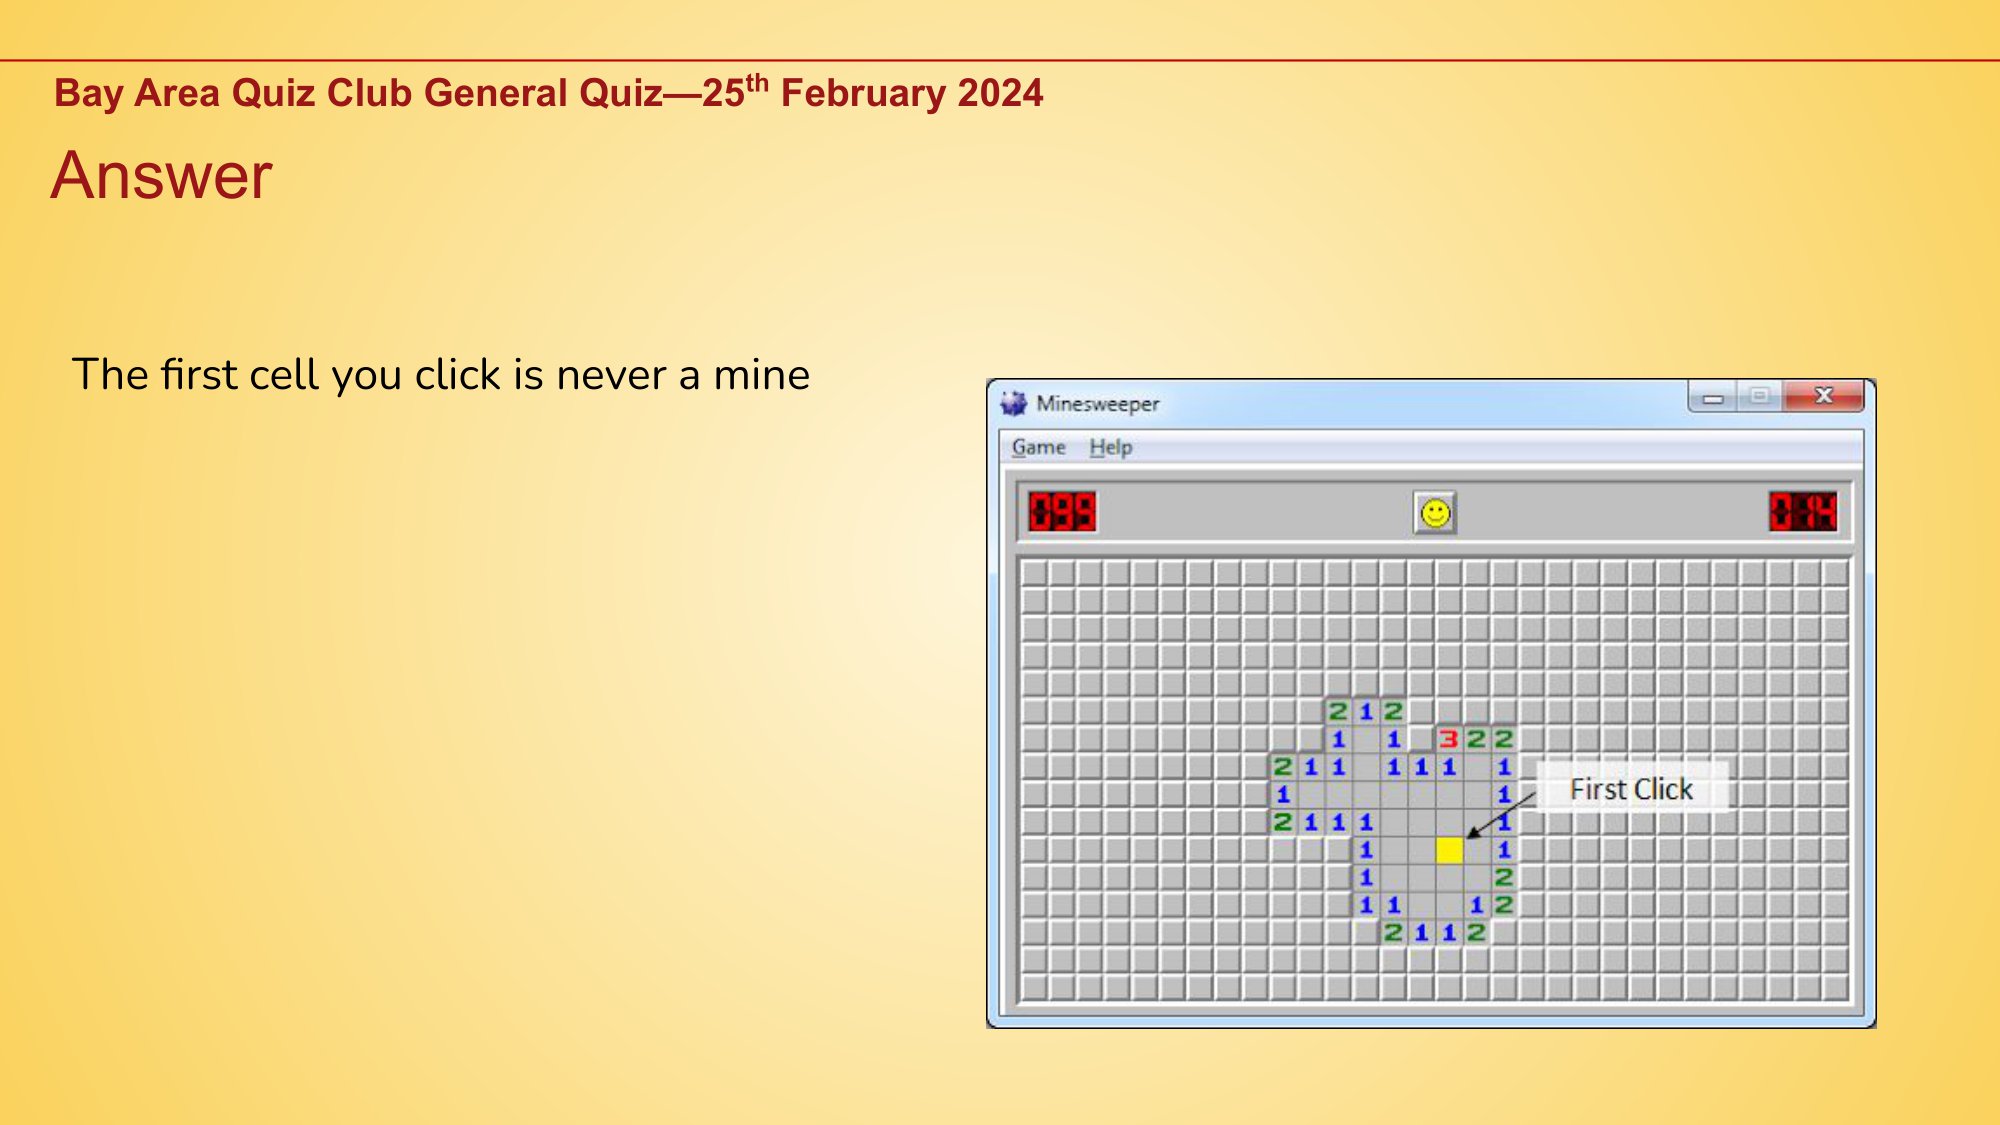 Bay Area Quiz Club General Quiz—25th February 2024
Answer
The first cell you click is never a mine
Minesweeper
Game Help
099 014
2 1 2
1 1 3 2 2
2 1 1 1 1 1 1
1 1
2 1 1 1 1
1 1
1 2
1 1 1 2
2 1 1 2
First Click